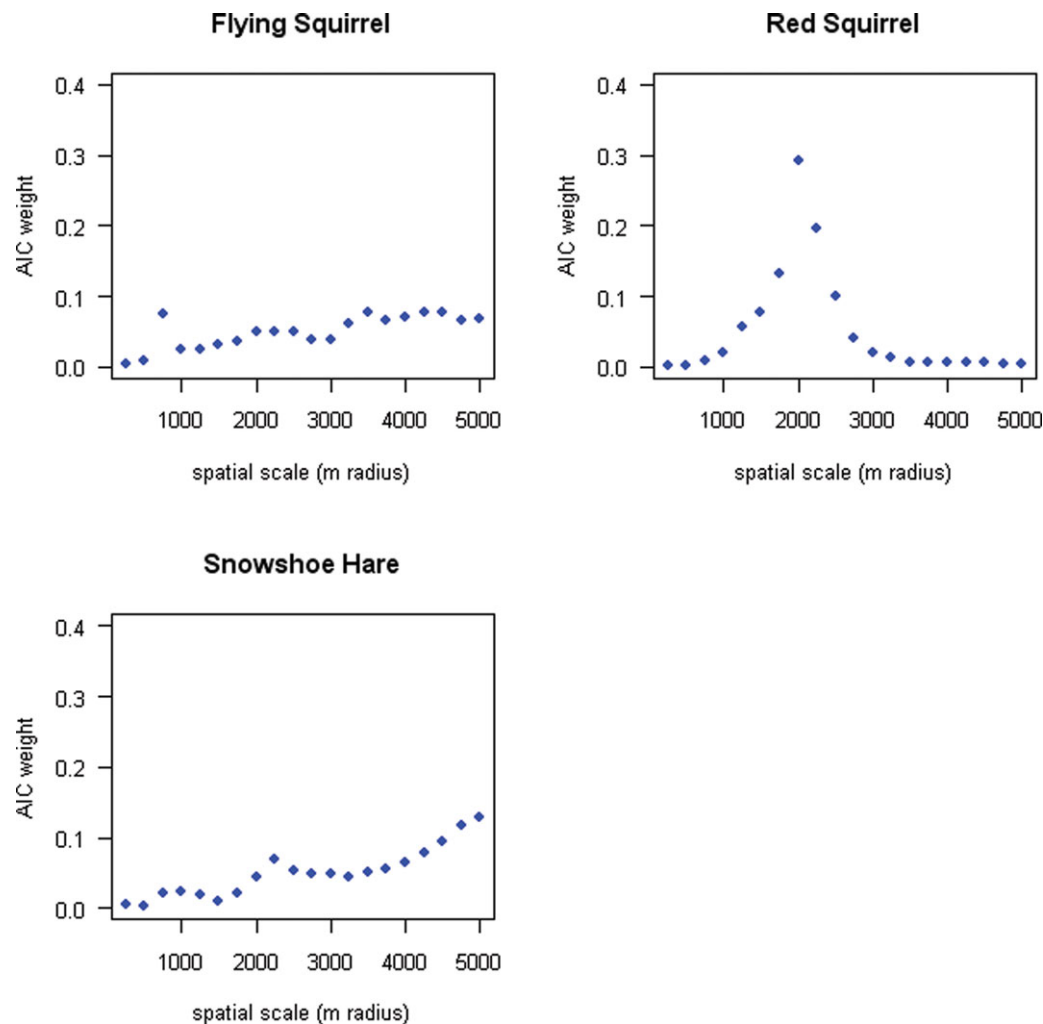 Flying Squirrel
AIC weight
0.4
0.3
0.2
0.1
0.0
1000 2000 3000 4000 5000
spatial scale (m radius)
Red Squirrel
AIC weight
0.4
0.3
0.2
0.1
0.0
1000 2000 3000 4000 5000
spatial scale (m radius)
Snowshoe Hare
AIC weight
0.4
0.3
0.2
0.1
0.0
1000 2000 3000 4000 5000
spatial scale (m radius)